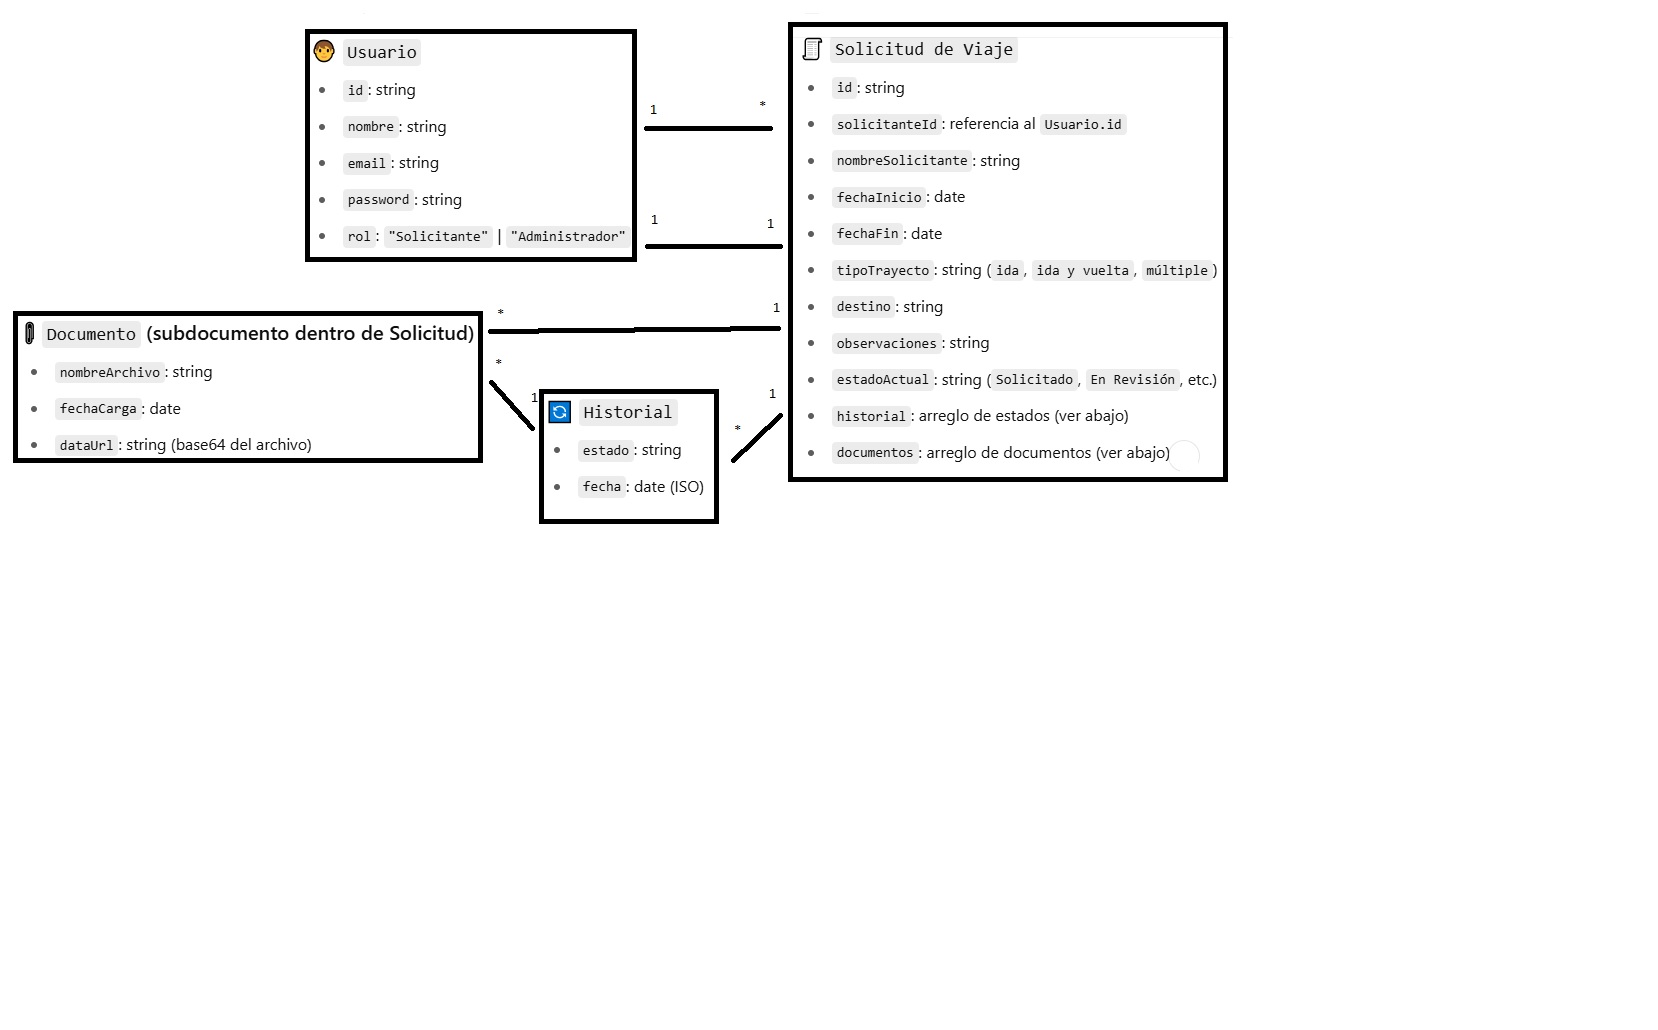 Usuario
id: string
nombre: string
email: string
password: string
rol: "Solicitante" | "Administrador"
1 *
1 1
Solicitud de Viaje
id: string
solicitanteId: referencia al Usuario.id
nombreSolicitante: string
fechaInicio: date
fechaFin: date
tipoTrayecto: string (ida, ida y vuelta, múltiple)
destino: string
observaciones: string
estadoActual: string (Solicitado, En Revisión, etc.)
historial: arreglo de estados (ver abajo)
documentos: arreglo de documentos (ver abajo)
* 1
Documento (subdocumento dentro de Solicitud)
nombreArchivo: string
fechaCarga: date
dataUrl: string (base64 del archivo)
* 1
* 1
Historial
estado: string
fecha: date (ISO)